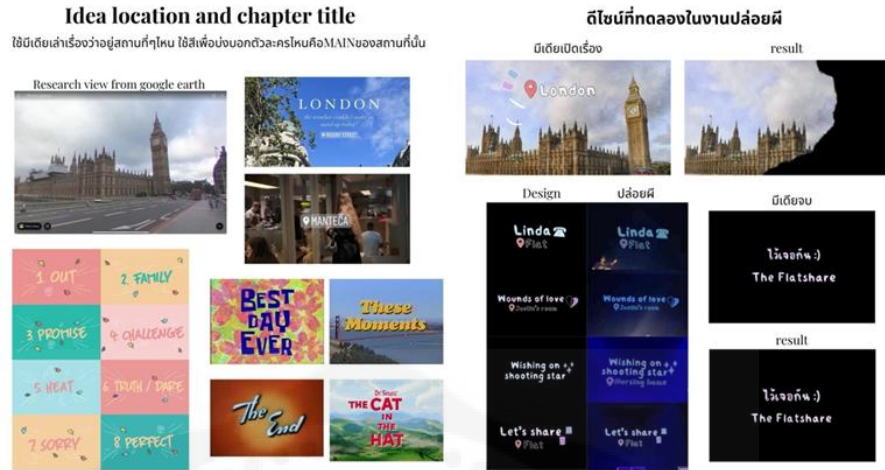 Idea location and chapter title
ใช้มีเดียเล่าเรื่องว่าอยู่สถานที่ๆไหน ใช้สีเพื่อบ่งบอกตัวละครไหนคือMAINของสถานที่นั้น
Research view from google earth
LONDON
MANTECA
1. OUT
2. FAMILY
3 PROMISE
4 CHALLENGE
5. HEAT
6 TRUTH / DARE
7 SORRY
8 PERFECT
BEST
DAY
EVER
These
Moments
The
End
Dr. Seuss'
THE CAT
IN
THE
HAT
ดีไซน์ที่ทดลองในงานปล่อยผี
มีเดียเปิดเรื่อง
London
result
Design
Linda
Flat
Wounds of love
Justin's room
Wishing on
shooting star
Let's share
Flat
ปล่อยผี
Linda
Flat
Wounds of love
Justin's room
Wishing on
shooting star
Nursing home
Let's share
Flat
มีเดียจบ
ไว้เจอกัน :)
The Flatshare
result
ไว้เจอกัน :)
The Flatshare